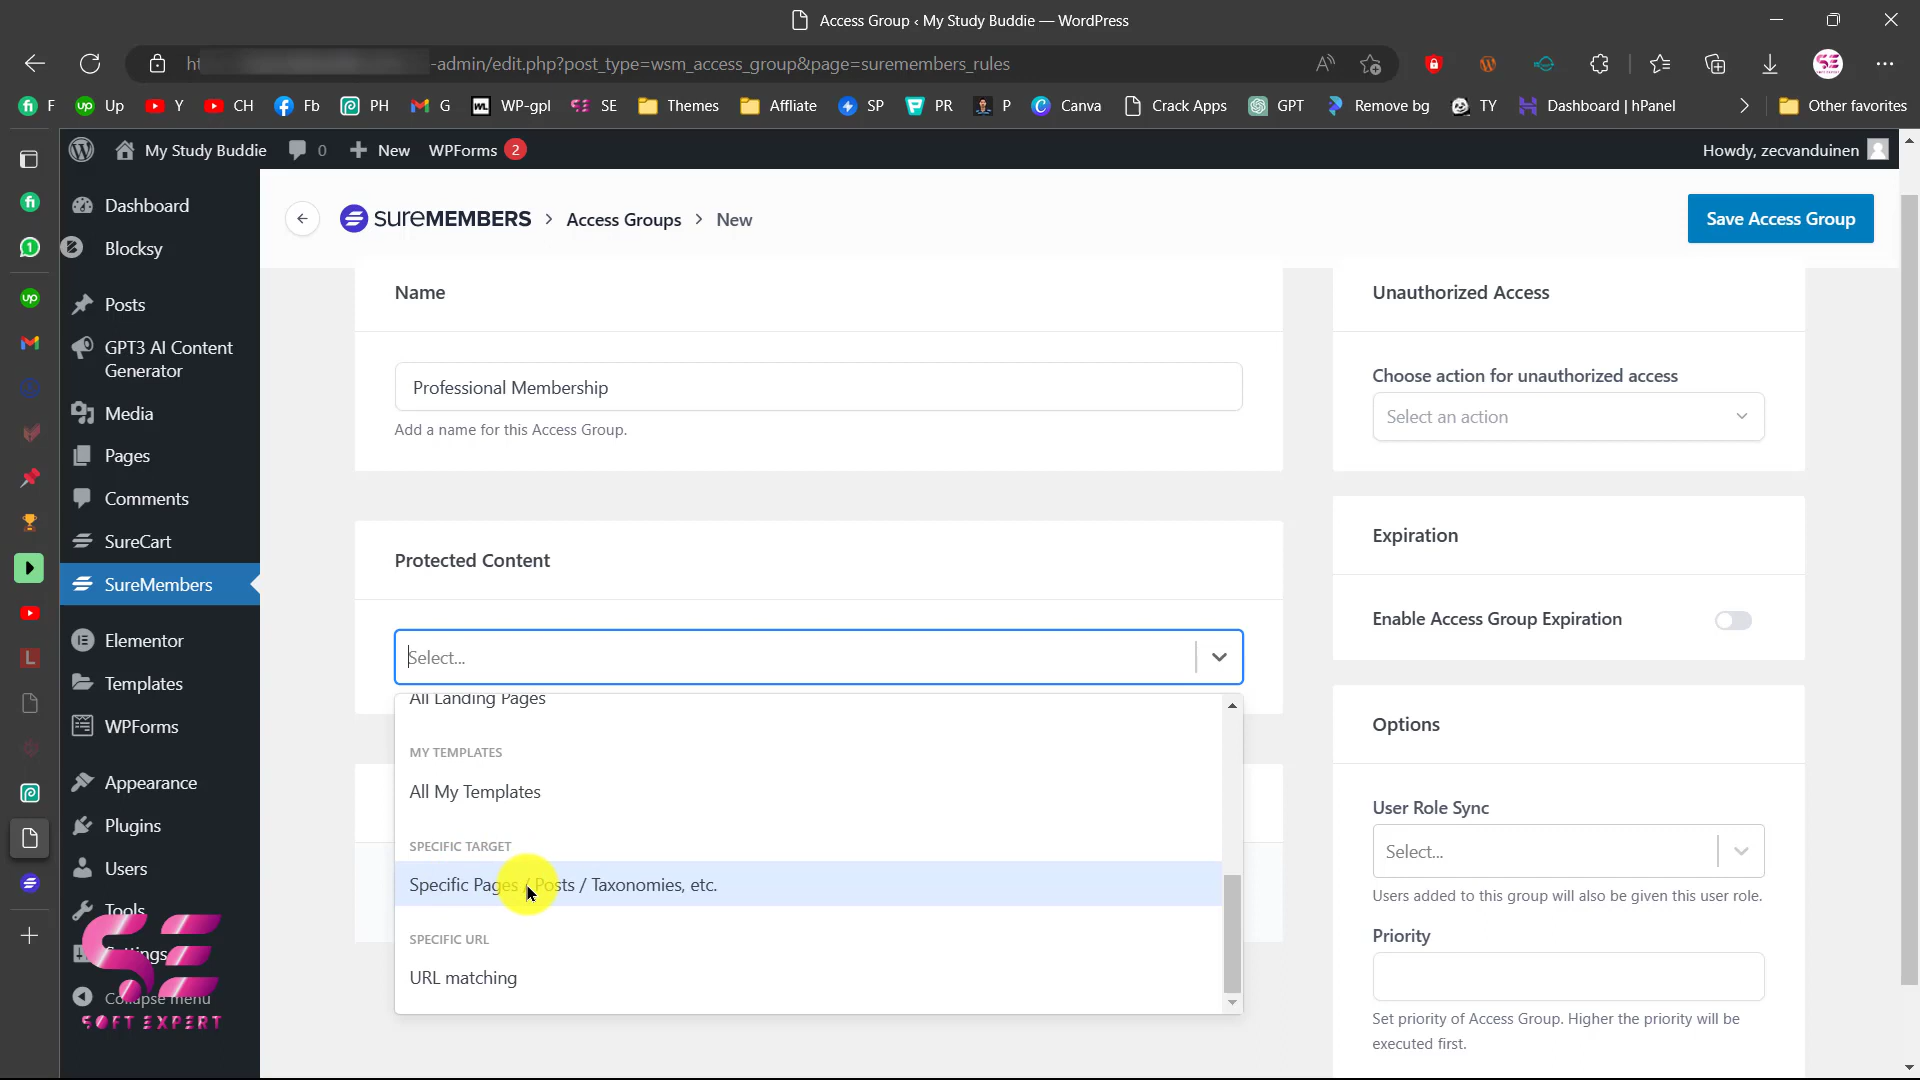 Access Group ‹ My Study Buddie — WordPress
ht -admin/edit.php?post_type=wsm_access_group&page=suremembers_rules
F Up Y CH Fb PH G WP-gpl SE Themes Affliate SP PR P Canva Crack Apps GPT Remove bg TY Dashboard | hPanel Other favorites
My Study Buddie 0 New WPForms 2 Howdy, zecvanduinen
Dashboard
Blocksy
Posts
GPT3 AI Content
Generator
Media
Pages
Comments
SureCart
SureMembers
Elementor
Templates
WPForms
Appearance
Plugins
Users
Tools
Settings
Collapse menu
SE
SOFT EXPERT
SUREMEMBERS > Access Groups > New
Save Access Group
Name
Professional Membership
Add a name for this Access Group.
Protected Content
Select...
All Landing Pages
MY TEMPLATES
All My Templates
SPECIFIC TARGET
Specific Pages / Posts / Taxonomies, etc.
SPECIFIC URL
URL matching
Unauthorized Access
Choose action for unauthorized access
Select an action
Expiration
Enable Access Group Expiration
Options
User Role Sync
Select...
Users added to this group will also be given this user role.
Priority
Set priority of Access Group. Higher the priority will be
executed first.